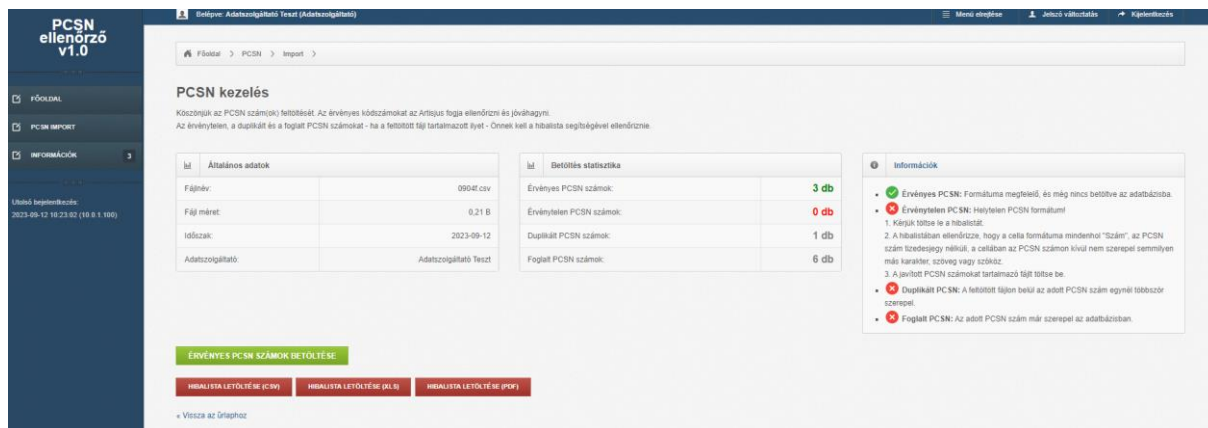 PCSN
ellenőrző
v1.0
FŐOLDAL
PCSN IMPORT
INFORMÁCIÓK 3
Utolsó bejelentkezés:
2023-09-12 10:23:02 (10.0.1.100)
Belépve: Adatszolgáltató Teszt (Adatszolgáltató)
Menü elrejtése Jelszó változtatás Kijelentkezés
Főoldal > PCSN > Import >
PCSN kezelés
Köszönjük az PCSN szám(ok) feltöltését. Az érvényes kódszámokat az Artisjus fogja ellenőrizni és jóváhagyni.
Az érvénytelen, a duplikált és a foglalt PCSN számokat - ha a feltöltött fájl tartalmazott ilyet - Önnek kell a hibalista segítségével ellenőriznie.
Általános adatok
Fájlnév: 0904f.csv
Fájl méret: 0,21 B
Időszak: 2023-09-12
Adatszolgáltató: Adatszolgáltató Teszt
Betöltés statisztika
Érvényes PCSN számok: 3 db
Érvénytelen PCSN számok: 0 db
Duplikált PCSN számok: 1 db
Foglalt PCSN számok: 6 db
Információk
Érvényes PCSN: Formátuma megfelelő, és még nincs betöltve az adatbázisba.
Érvénytelen PCSN: Helytelen PCSN formátum!
1. Kérjük töltse le a hibalistát.
2. A hibalistában ellenőrizze, hogy a cella formátuma mindenhol "Szám", az PCSN
szám tizedesjegy nélküli, a cellában az PCSN számon kívül nem szerepel semmilyen
más karakter, szöveg vagy szóköz.
3. A javított PCSN számokat tartalmazó fájlt töltse be.
Duplikált PCSN: A feltöltött fájlon belül az adott PCSN szám egynél többször
szerepel.
Foglalt PCSN: Az adott PCSN szám már szerepel az adatbázisban.
ÉRVÉNYES PCSN SZÁMOK BETÖLTÉSE
HIBALISTA LETÖLTÉSE (CSV) HIBALISTA LETÖLTÉSE (XLS) HIBALISTA LETÖLTÉSE (PDF)
« Vissza az űrlaphoz